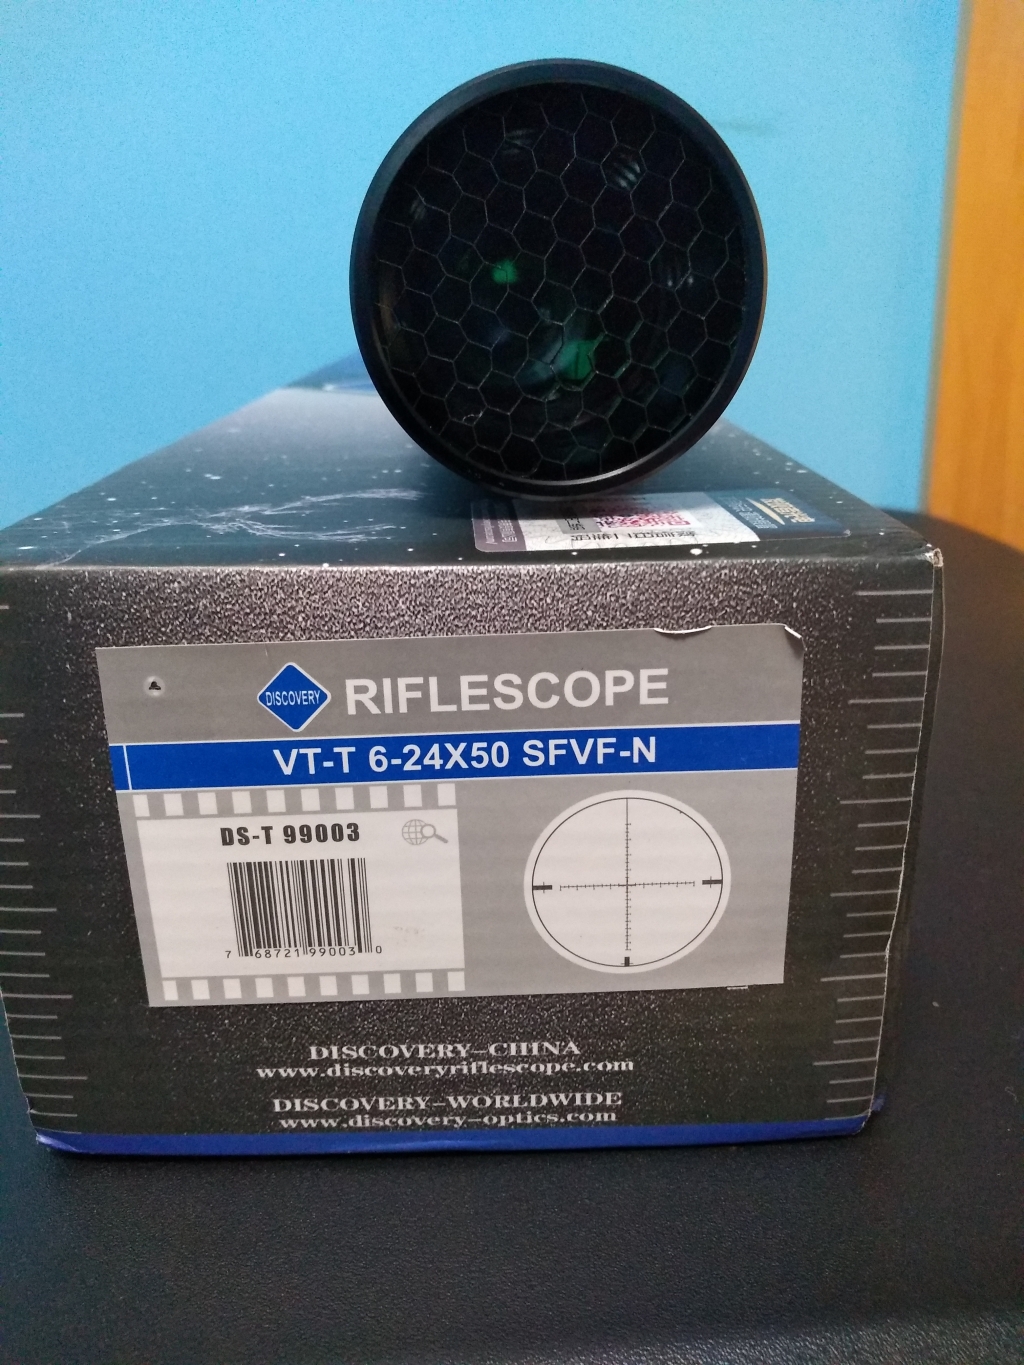 DISCOVERY RIFLESCOPE
VT-T 6-24X50 SFVF-N
DS-T 99003
7 68721 99003 0
DISCOVERY-CHINA
www.discoveryriflescope.com
DISCOVERY-WORLDWIDE
www.discovery-optics.com